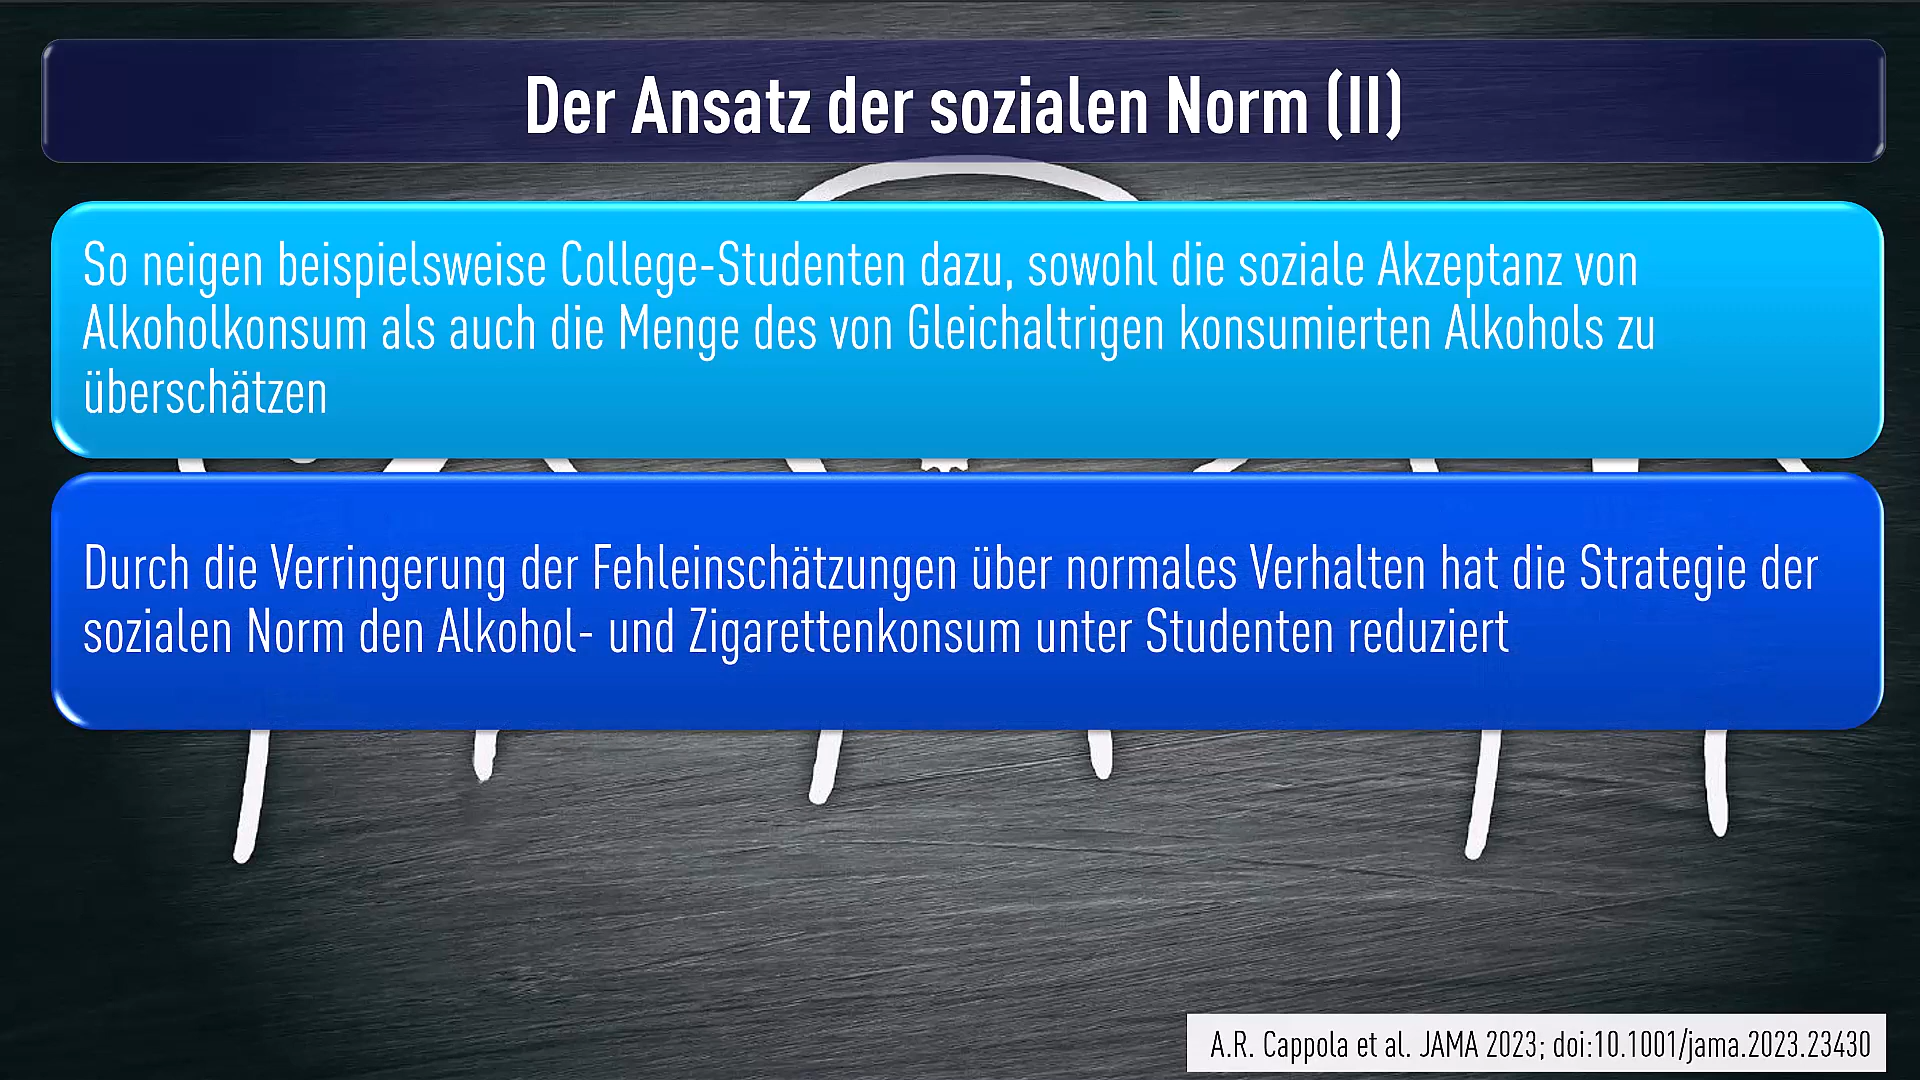 Der Ansatz der sozialen Norm (II)
So neigen beispielsweise College-Studenten dazu, sowohl die soziale Akzeptanz von
Alkoholkonsum als auch die Menge des von Gleichaltrigen konsumierten Alkohols zu
überschätzen
Durch die Verringerung der Fehleinschätzungen über normales Verhalten hat die Strategie der
sozialen Norm den Alkohol- und Zigarettenkonsum unter Studenten reduziert
A.R. Cappola et al. JAMA 2023; doi:10.1001/jama.2023.23430